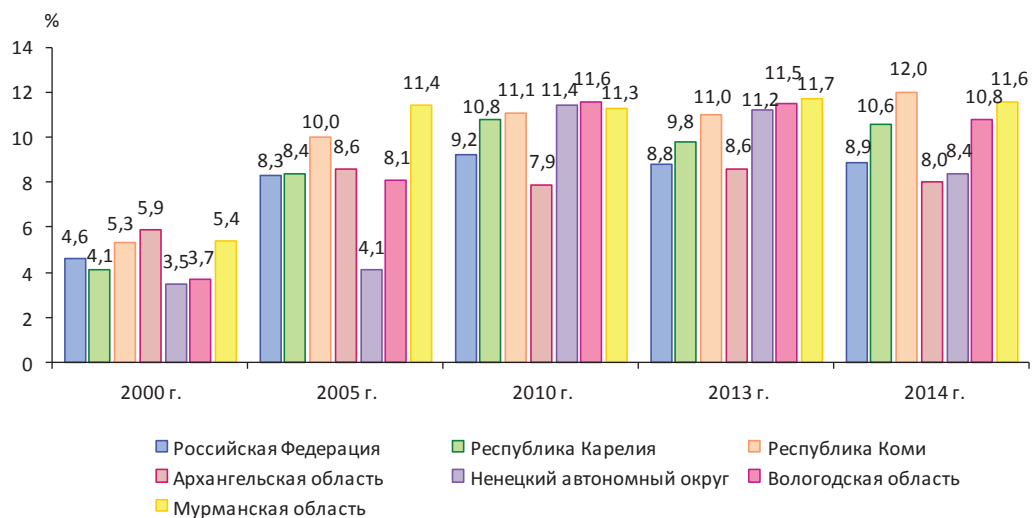 %
14
12
10
8
6
4
2
0
4,6 4,1 5,3 5,9 3,5 3,7 5,4
8,3 8,4 10,0 8,6 4,1 8,1 11,4
9,2 10,8 11,1 7,9 11,4 11,6 11,3
8,8 9,8 11,0 8,6 11,2 11,5 11,7
8,9 10,6 12,0 8,0 8,4 10,8 11,6
2000 г. 2005 г. 2010 г. 2013 г. 2014 г.
Российская Федерация Республика Карелия Республика Коми
Архангельская область Ненецкий автономный округ Вологодская область
Мурманская область